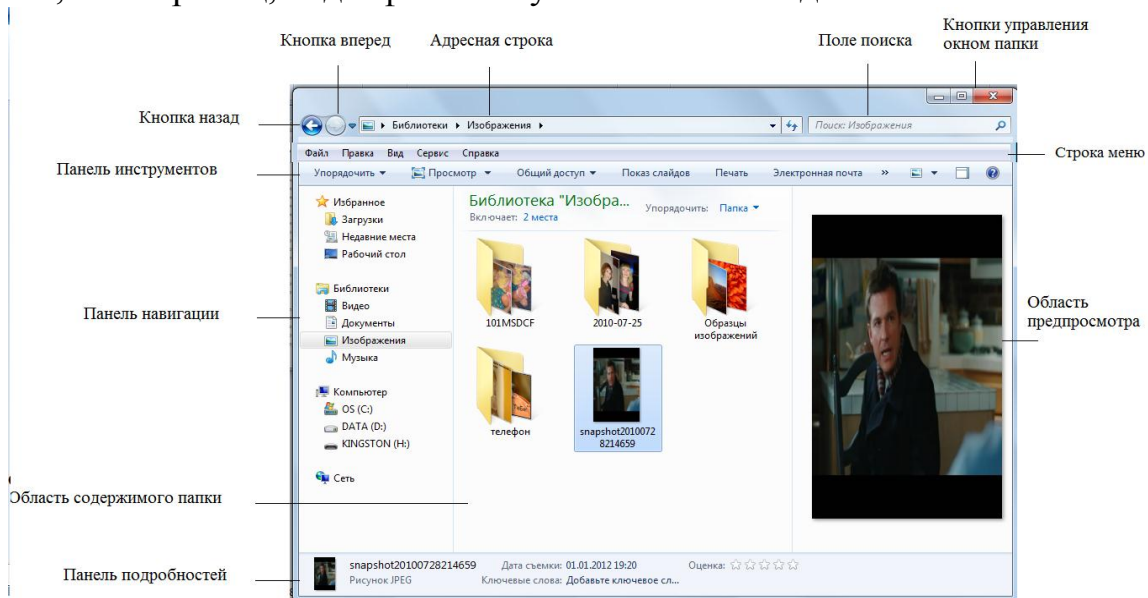 Кнопка вперед
Адресная строка
Поле поиска
Кнопки управления
окном папки
Кнопка назад
Библиотеки
Изображения
Поиск: Изображения
Файл Правка Вид Сервис Справка
Строка меню
Панель инструментов
Упорядочить Просмотр Общий доступ Показ слайдов Печать Электронная почта »
Избранное
Загрузки
Недавние места
Рабочий стол
Библиотеки
Видео
Документы
Изображения
Музыка
Компьютер
OS (C:)
DATA (D:)
KINGSTON (H:)
Сеть
Панель навигации
Библиотека "Изобра...
Включает: 2 места
Упорядочить: Папка
101MSDCF
2010-07-25
Образцы
изображений
телефон
snapshot2010072
8214659
Область
предпросмотра
Область содержимого папки
Панель подробностей
snapshot20100728214659 Дата съемки: 01.01.2012 19:20 Оценка:
Рисунок JPEG Ключевые слова: Добавьте ключевое сл...